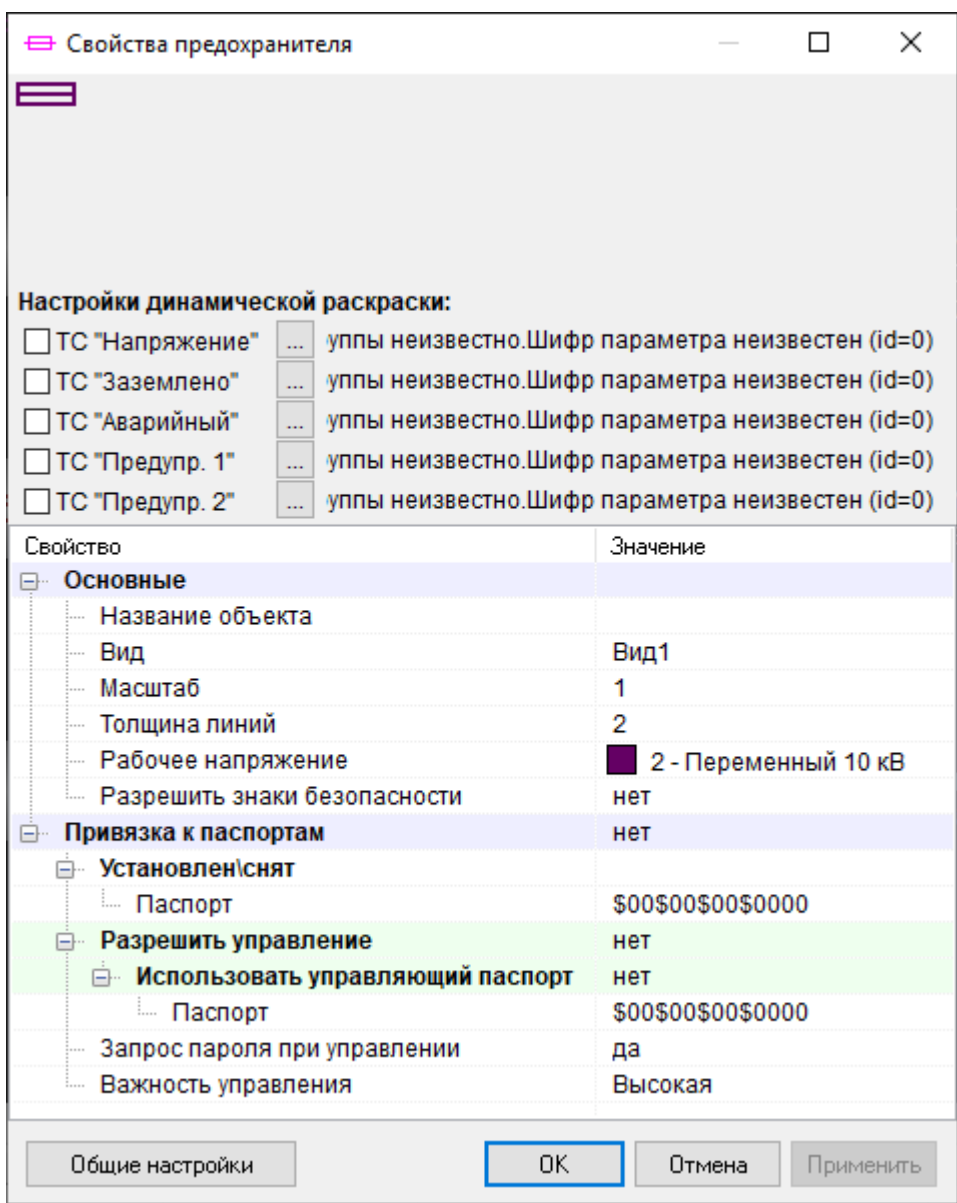 Свойства предохранителя
Настройки динамической раскраски:
ТС "Напряжение" ... уппы неизвестно.Шифр параметра неизвестен (id=0)
ТС "Заземлено" ... уппы неизвестно.Шифр параметра неизвестен (id=0)
ТС "Аварийный" ... уппы неизвестно.Шифр параметра неизвестен (id=0)
ТС "Предупр. 1" ... уппы неизвестно.Шифр параметра неизвестен (id=0)
ТС "Предупр. 2" ... уппы неизвестно.Шифр параметра неизвестен (id=0)
Свойство Значение
Основные
Название объекта
Вид Вид1
Масштаб 1
Толщина линий 2
Рабочее напряжение 2 - Переменный 10 кВ
Разрешить знаки безопасности нет
Привязка к паспортам нет
Установлен\снят
Паспорт $00$00$00$0000
Разрешить управление нет
Использовать управляющий паспорт нет
Паспорт $00$00$00$0000
Запрос пароля при управлении да
Важность управления Высокая
Общие настройки ОК Отмена Применить